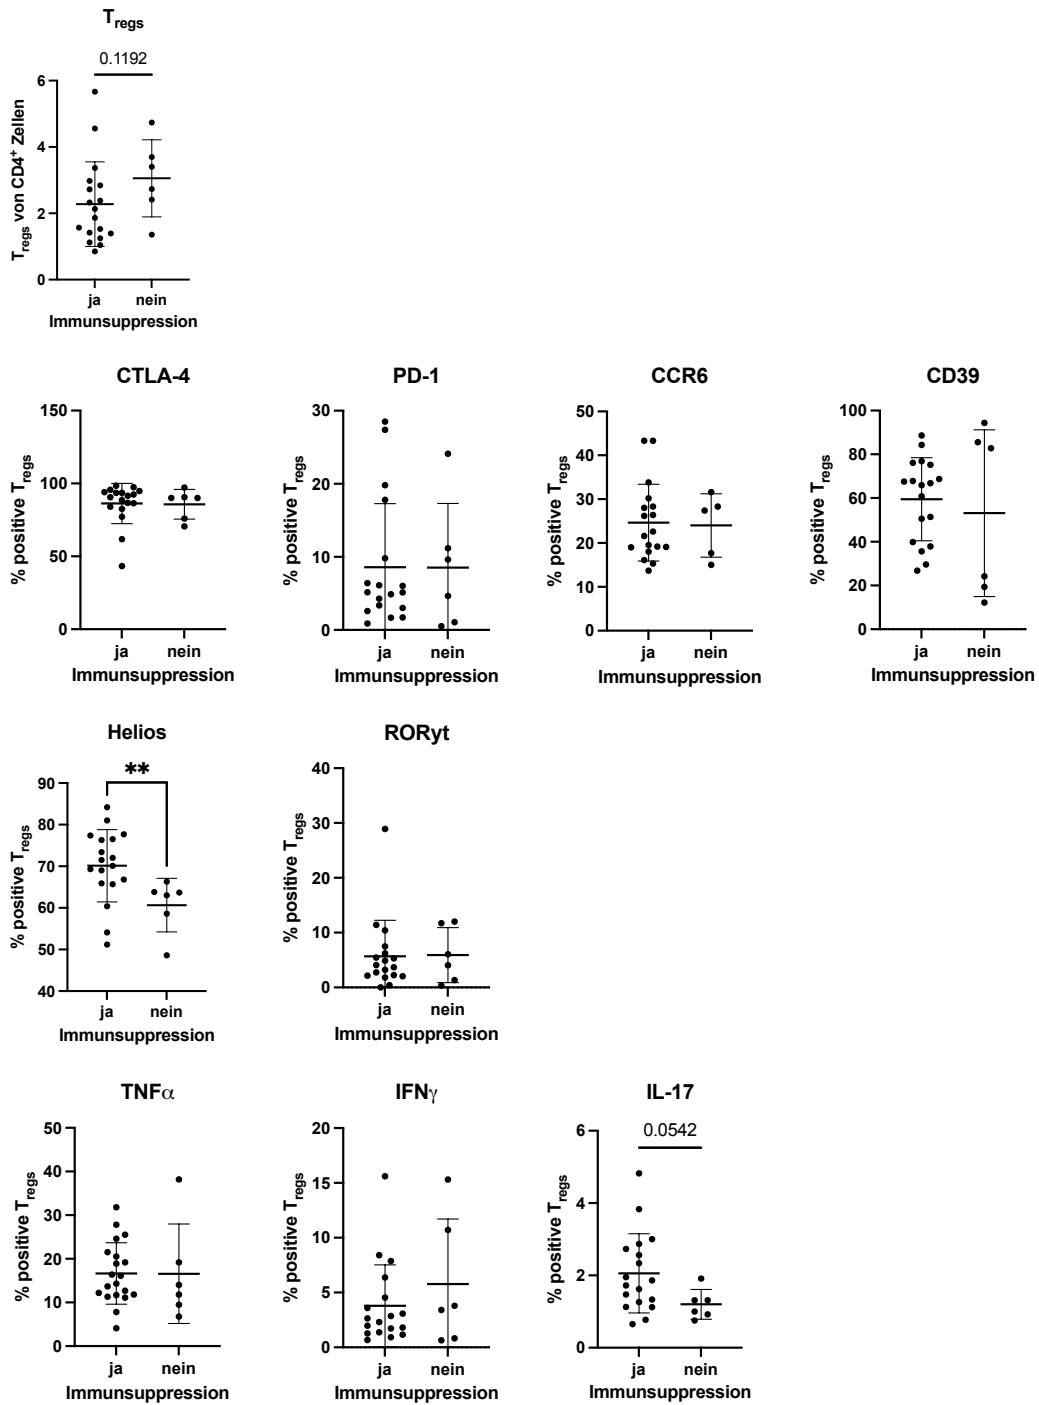 Tregs
0.1192
Tregs von CD4+ Zellen
6
4
2
0
ja nein
Immunsuppression
CTLA-4
% positive Tregs
150
100
50
0
ja nein
Immunsuppression
PD-1
% positive Tregs
30
20
10
0
ja nein
Immunsuppression
CCR6
% positive Tregs
50
40
30
20
10
0
ja nein
Immunsuppression
CD39
% positive Tregs
100
80
60
40
20
0
ja nein
Immunsuppression
Helios
**
% positive Tregs
90
80
70
60
50
40
ja nein
Immunsuppression
RORyt
% positive Tregs
40
30
20
10
0
ja nein
Immunsuppression
TNFα
% positive Tregs
50
40
30
20
10
0
ja nein
Immunsuppression
IFNγ
% positive Tregs
20
15
10
5
0
ja nein
Immunsuppression
IL-17
0.0542
% positive Tregs
6
4
2
0
ja nein
Immunsuppression